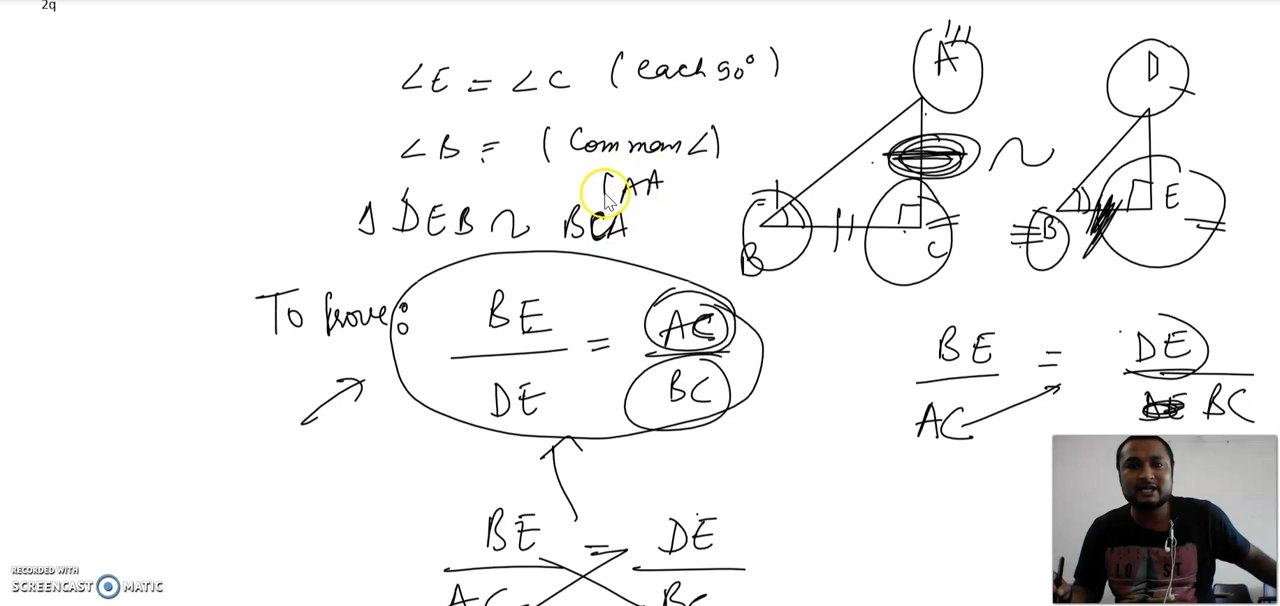 2q
∠E = ∠C (each 90°)
∠B = (Common ∠)
[AA
Δ DEB ~ BCA
To prove: BE/DE = AC/BC
BE/AC = DE/BC
BE/AC = DE/BC
A
B
C
~
D
B
E
RECORDED WITH
SCREENCAST O MATIC
LOST